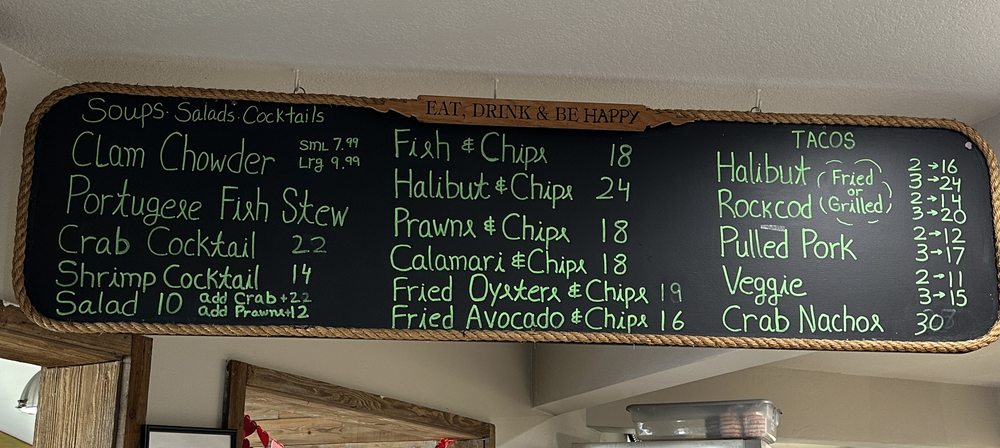 EAT, DRINK & BE HAPPY
Soups · Salads · Cocktails
Clam Chowder SML 7.99
Lrg 9.99
Portugese Fish Stew
Crab Cocktail 22
Shrimp Cocktail 14
Salad 10 add Crab+22
add Prawns+12
Fish & Chips 18
Halibut & Chips 24
Prawns & Chips 18
Calamari & Chips 18
Fried Oysters & Chips 19
Fried Avocado & Chips 16
TACOS
Halibut (Fried or Grilled) 2→16
3→24
Rockcod 2→14
3→20
Pulled Pork 2→12
3→17
Veggie 2→11
3→15
Crab Nachos 30